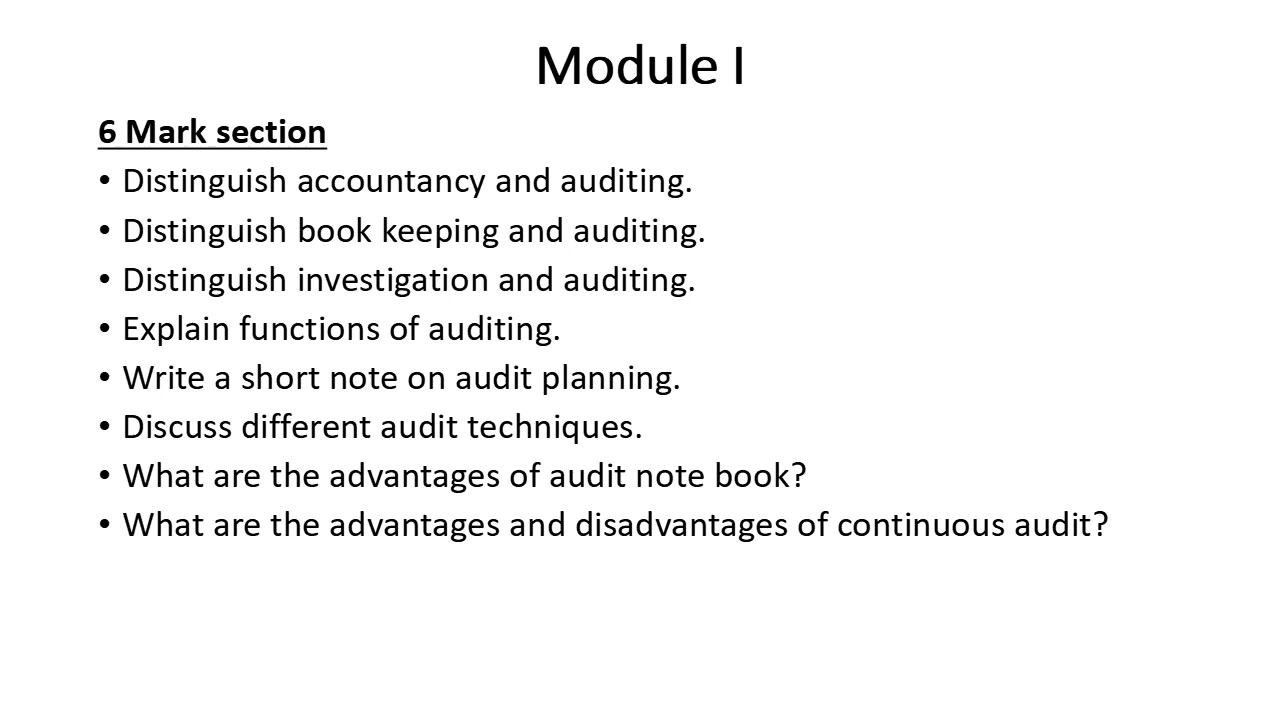 Module I
6 Mark section
• Distinguish accountancy and auditing.
• Distinguish book keeping and auditing.
• Distinguish investigation and auditing.
• Explain functions of auditing.
• Write a short note on audit planning.
• Discuss different audit techniques.
• What are the advantages of audit note book?
• What are the advantages and disadvantages of continuous audit?